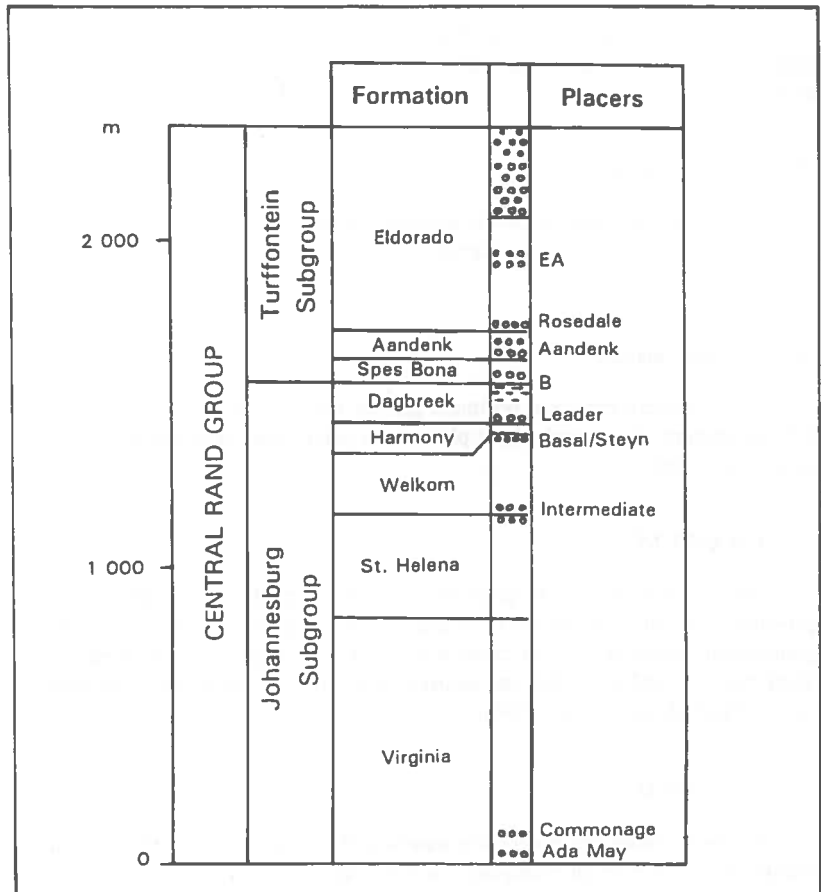 Formation Placers
m
2 000
1 000
0
CENTRAL RAND GROUP
Turffontein
Subgroup
Johannesburg
Subgroup
Eldorado
Aandenk
Spes Bona
Dagbreek
Harmony
Welkom
St. Helena
Virginia
EA
Rosedale
Aandenk
B
Leader
Basal/Steyn
Intermediate
Commonage
Ada May